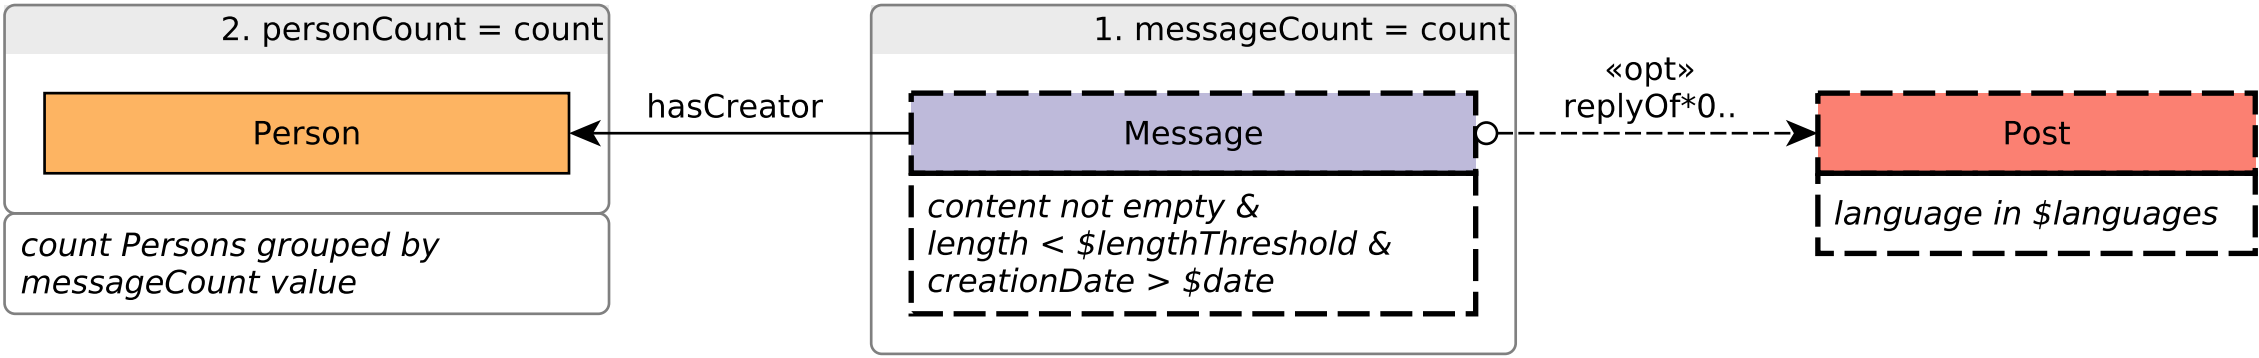 2. personCount = count
Person
count Persons grouped by
messageCount value
hasCreator
1. messageCount = count
Message
content not empty &
length < $lengthThreshold &
creationDate > $date
«opt»
replyOf*0..
Post
language in $languages